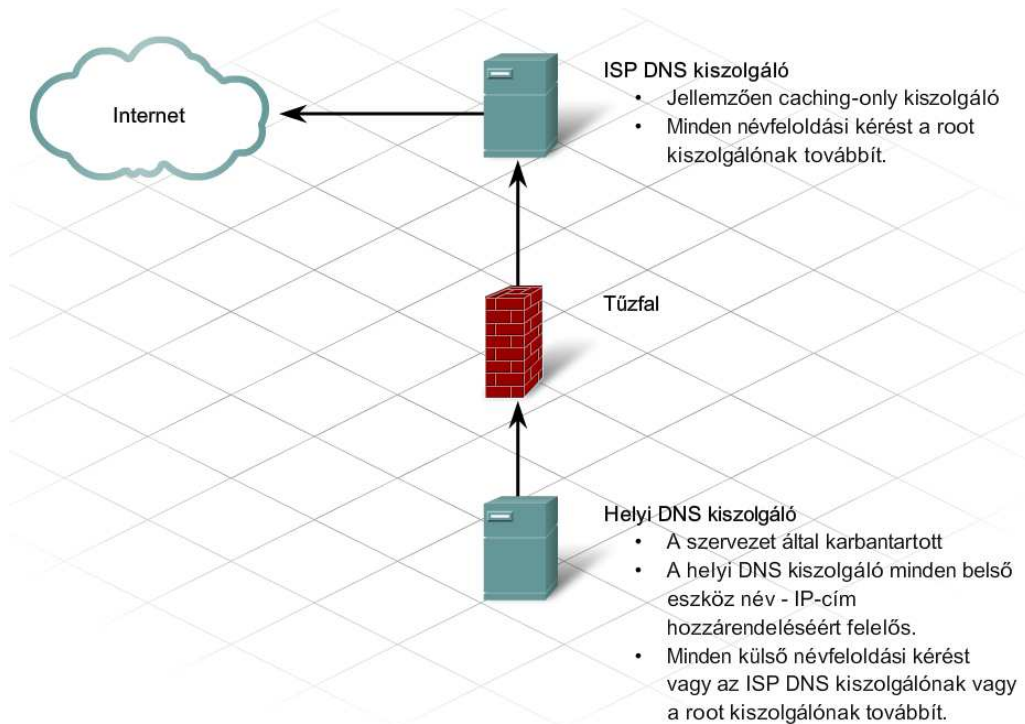 ISP DNS kiszolgáló
• Jellemzően caching-only kiszolgáló
• Minden névfeloldási kérést a root
kiszolgálónak továbbít.
Internet
Tűzfal
Helyi DNS kiszolgáló
• A szervezet által karbantartott
• A helyi DNS kiszolgáló minden belső
eszköz név - IP-cím
hozzárendeléséért felelős.
• Minden külső névfeloldási kérést
vagy az ISP DNS kiszolgálónak vagy
a root kiszolgálónak továbbít.